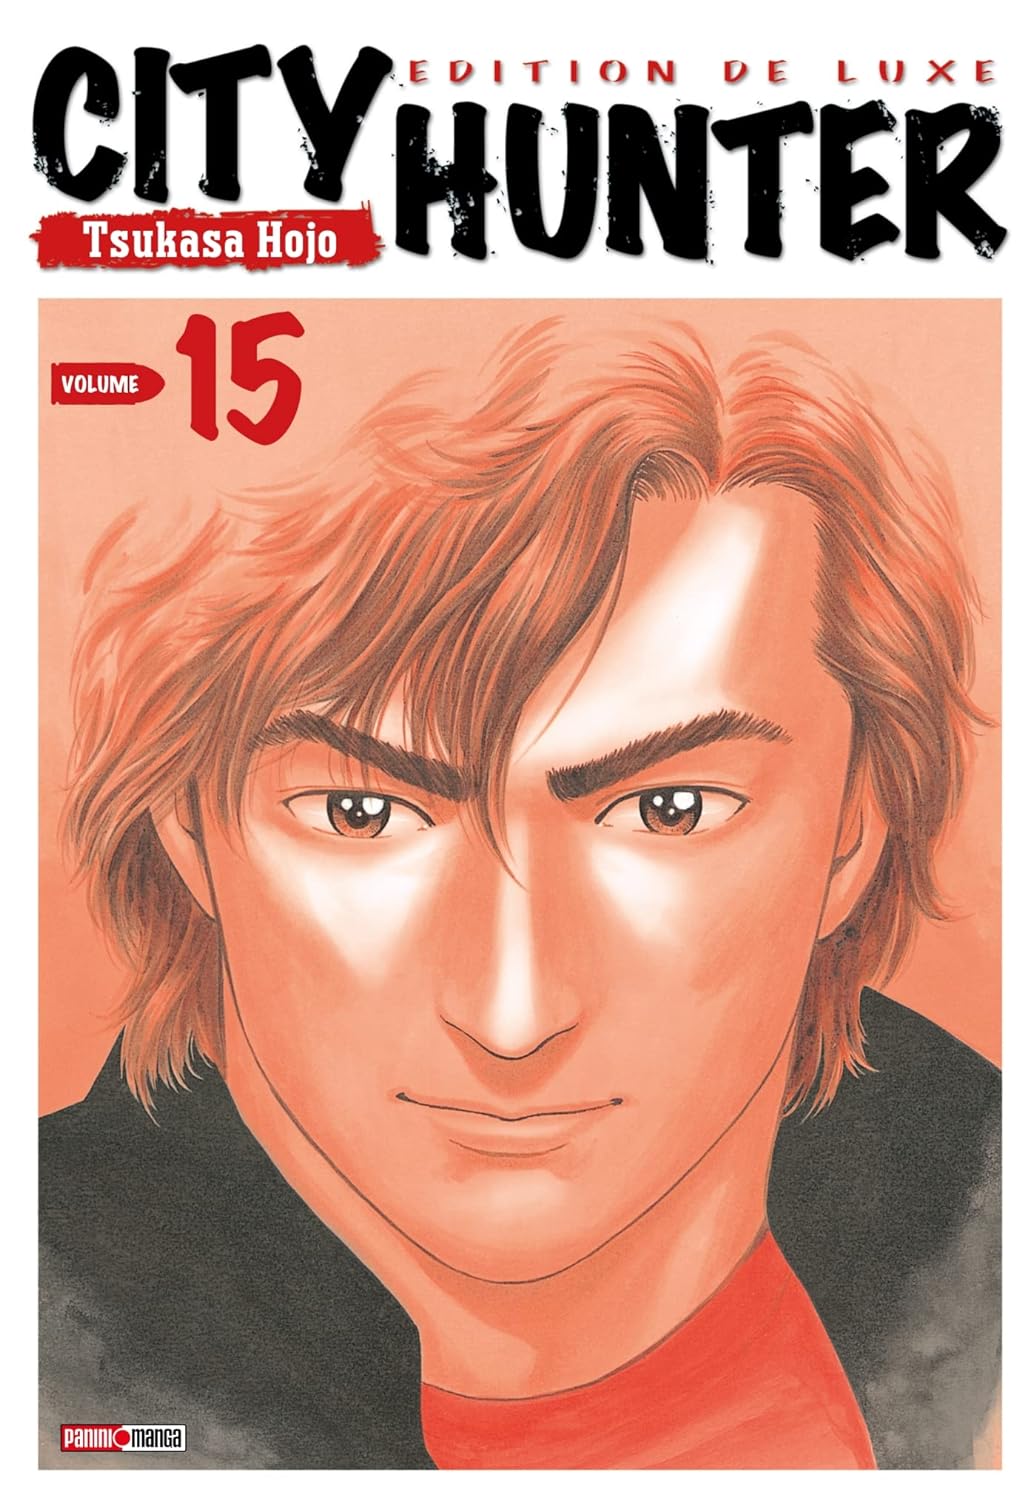 EDITION DE LUXE
CITY HUNTER
Tsukasa Hojo
VOLUME 15
PANINI MANGA